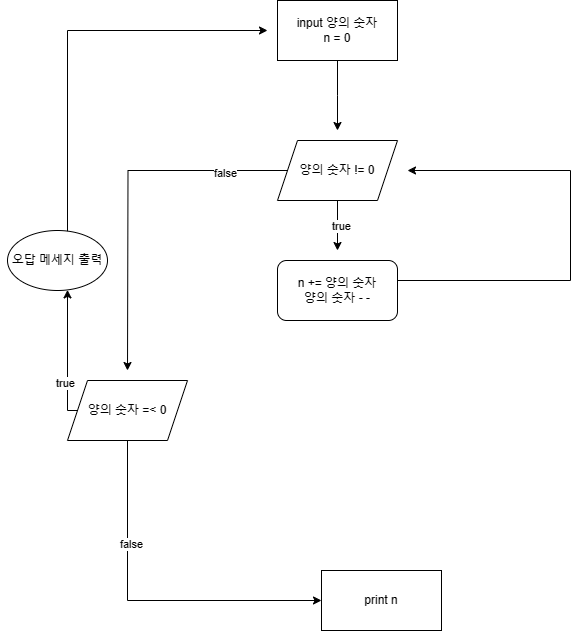 input 양의 숫자
n = 0
양의 숫자 != 0
false
true
n += 양의 숫자
양의 숫자 - -
오답 메세지 출력
true
양의 숫자 =< 0
false
print n